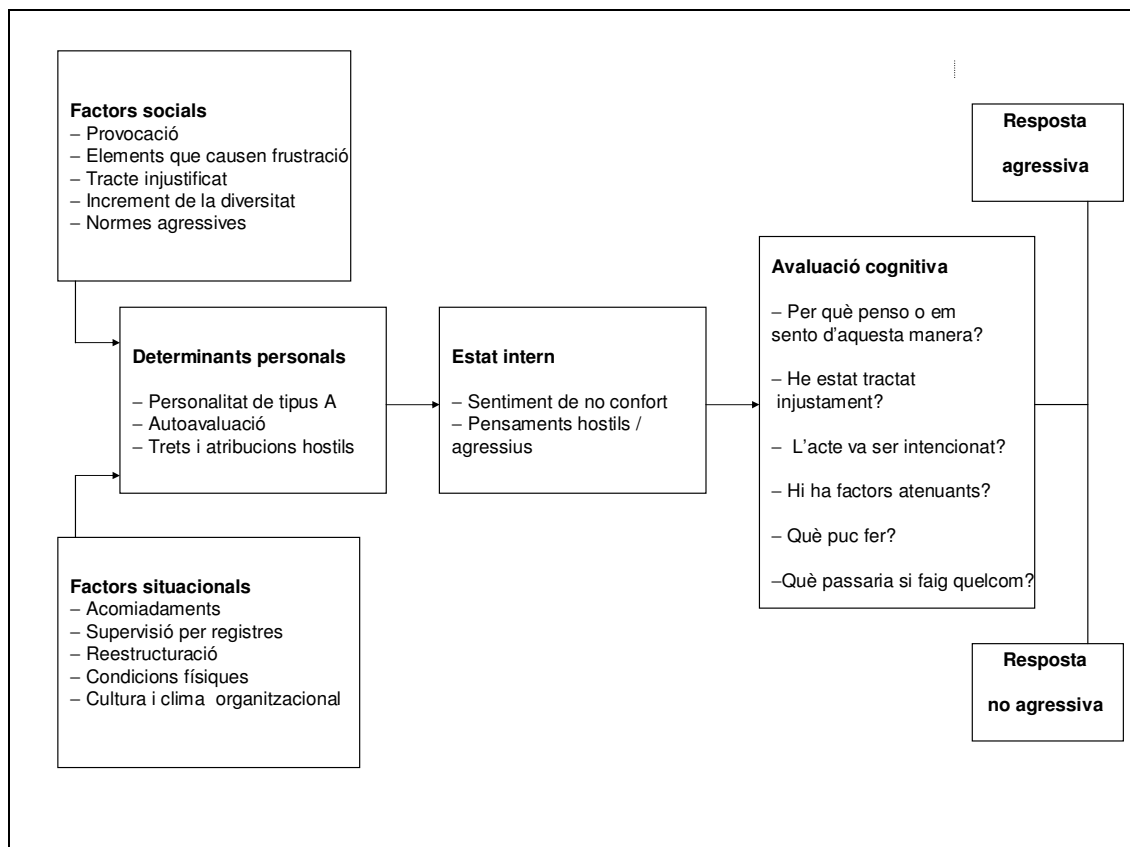 Factors socials
– Provocació
– Elements que causen frustració
– Tracte injustificat
– Increment de la diversitat
– Normes agressives
Factors situacionals
– Acomiadaments
– Supervisió per registres
– Reestructuració
– Condicions físiques
– Cultura i clima organitzacional
Determinants personals
– Personalitat de tipus A
– Autoavaluació
– Trets i atribucions hostils
Estat intern
– Sentiment de no confort
– Pensaments hostils /
agressius
Avaluació cognitiva
– Per què penso o em
sento d'aquesta manera?
– He estat tractat
injustament?
– L'acte va ser intencionat?
– Hi ha factors atenuants?
– Què puc fer?
–Què passaria si faig quelcom?
Resposta
agressiva
Resposta
no agressiva